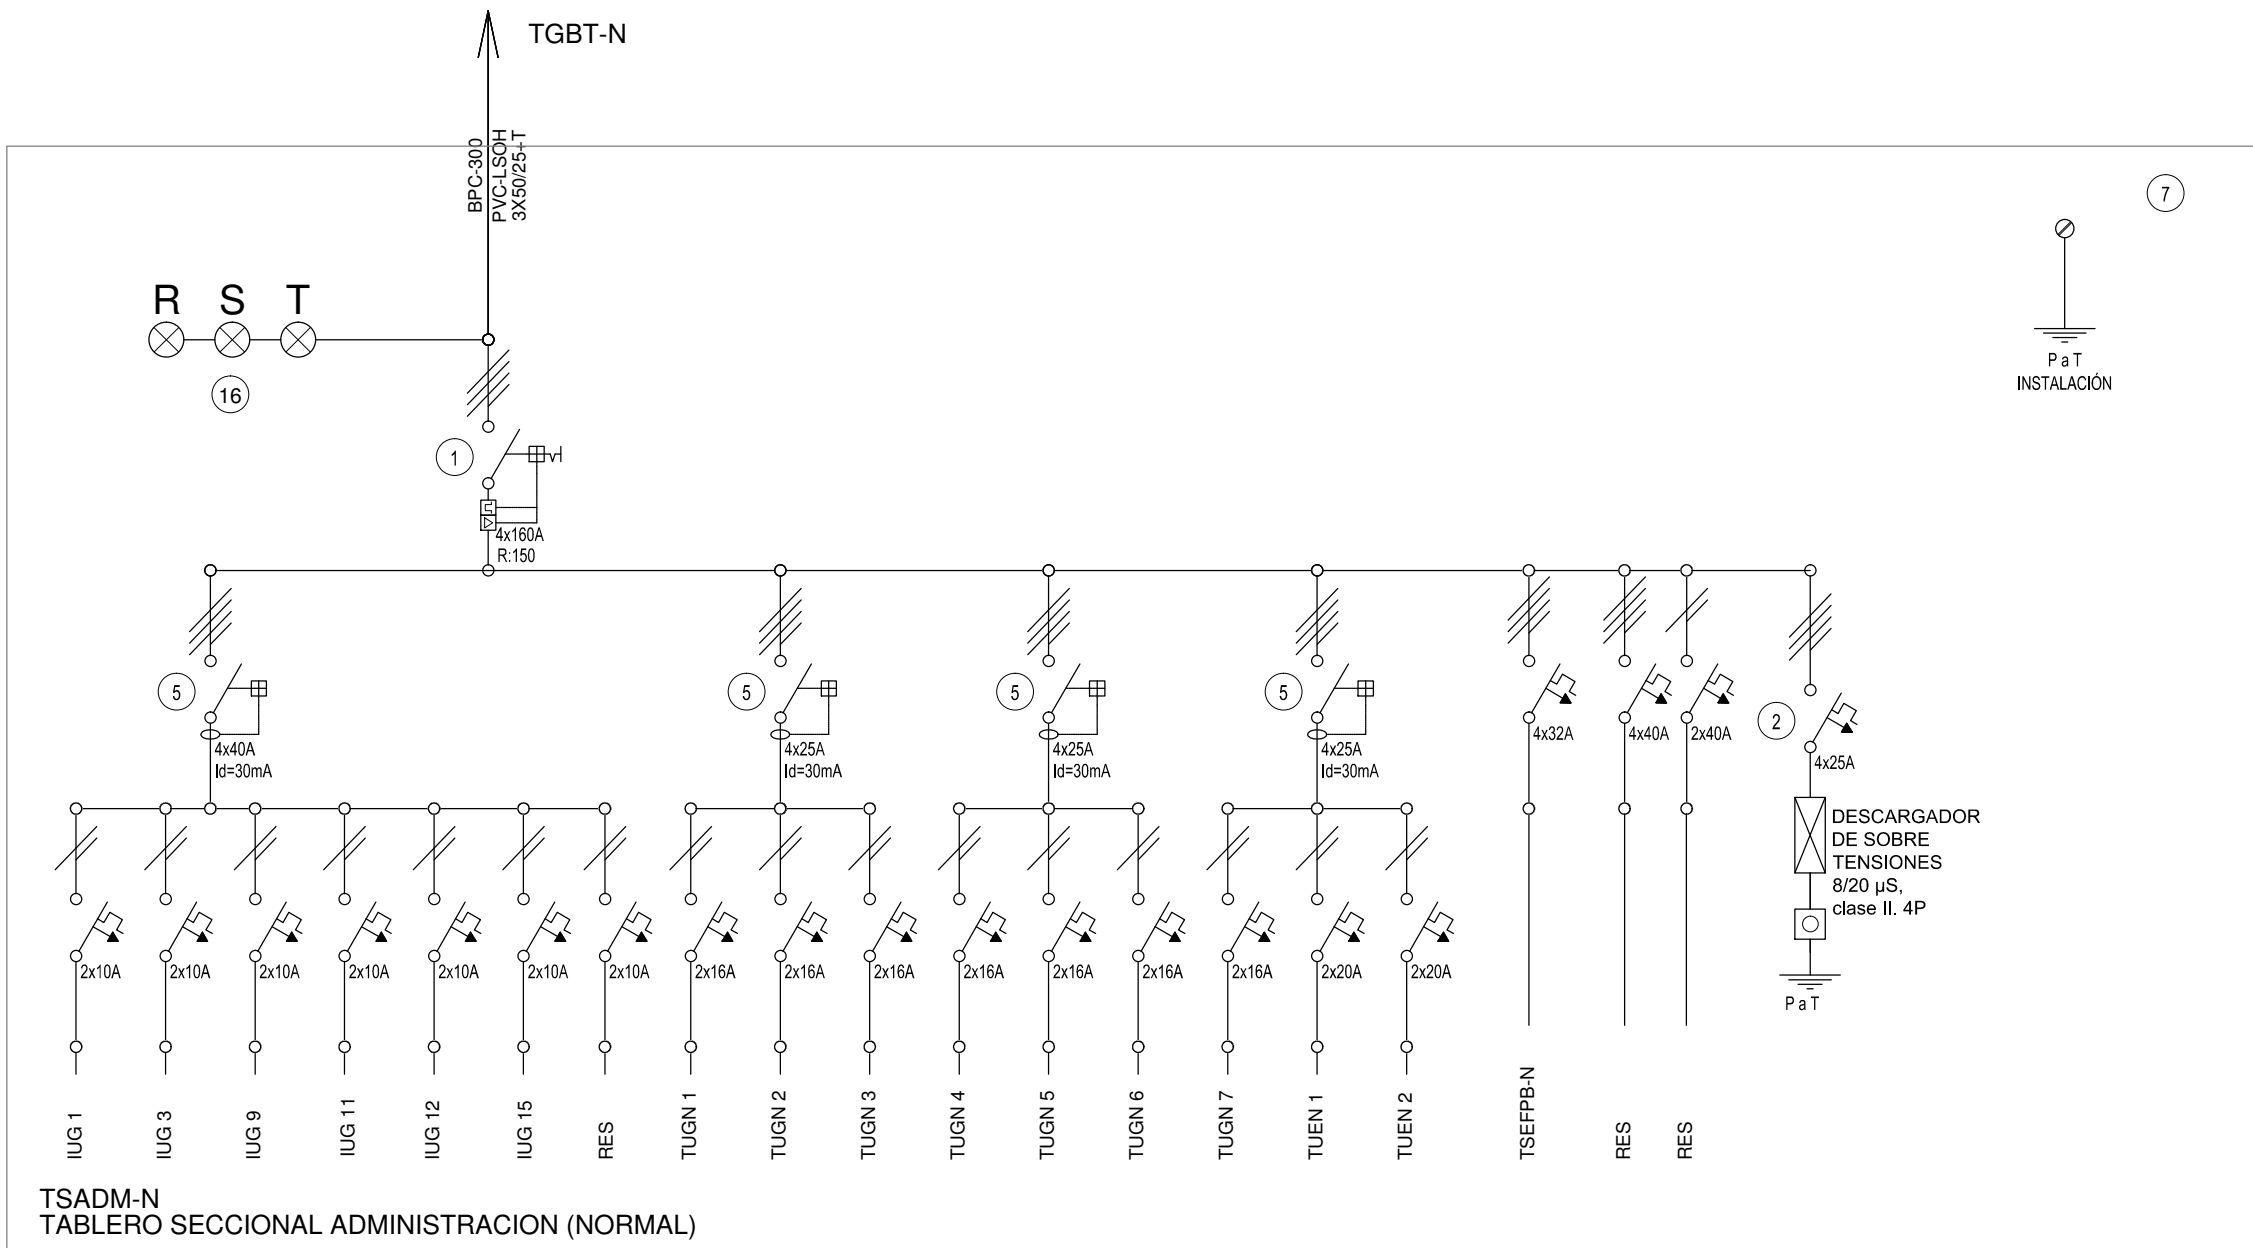 TGBT-N
BPC-300
PVC-LSOH
3X50/25+T
7
R S T
16
P a T
INSTALACIÓN
1
4x160A
R:150
5
4x40A
Id=30mA
5
4x25A
Id=30mA
5
4x25A
Id=30mA
5
4x25A
Id=30mA
4x32A
4x40A
2x40A
2
4x25A
DESCARGADOR
DE SOBRE
TENSIONES
8/20 µS,
clase II. 4P
P a T
2x10A
2x10A
2x10A
2x10A
2x10A
2x10A
2x10A
2x16A
2x16A
2x16A
2x16A
2x16A
2x16A
2x16A
2x20A
2x20A
IUG 1
IUG 3
IUG 9
IUG 11
IUG 12
IUG 15
RES
TUGN 1
TUGN 2
TUGN 3
TUGN 4
TUGN 5
TUGN 6
TUGN 7
TUEN 1
TUEN 2
TSEFPB-N
RES
RES
TSADM-N
TABLERO SECCIONAL ADMINISTRACION (NORMAL)